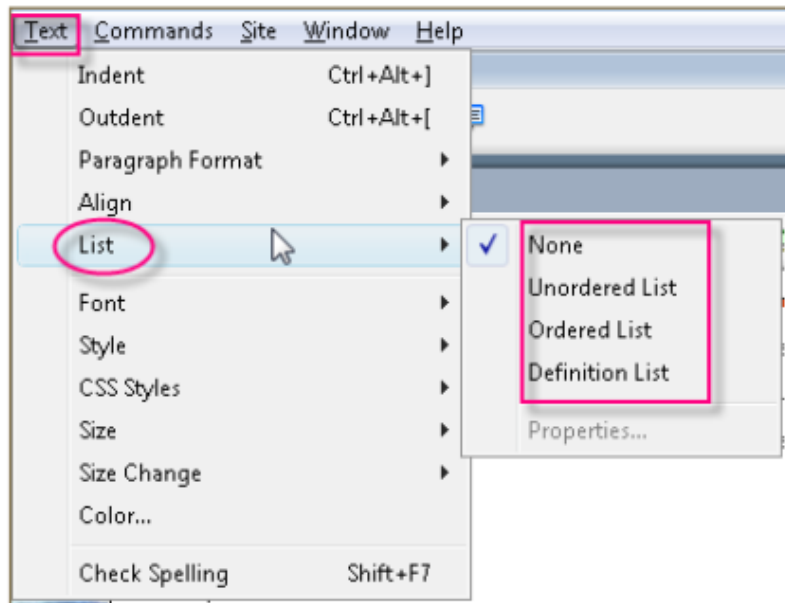 Text Commands Site Window Help
Indent Ctrl+Alt+]
Outdent Ctrl+Alt+[
Paragraph Format
Align
List
None
Unordered List
Ordered List
Definition List
Properties...
Font
Style
CSS Styles
Size
Size Change
Color...
Check Spelling Shift+F7